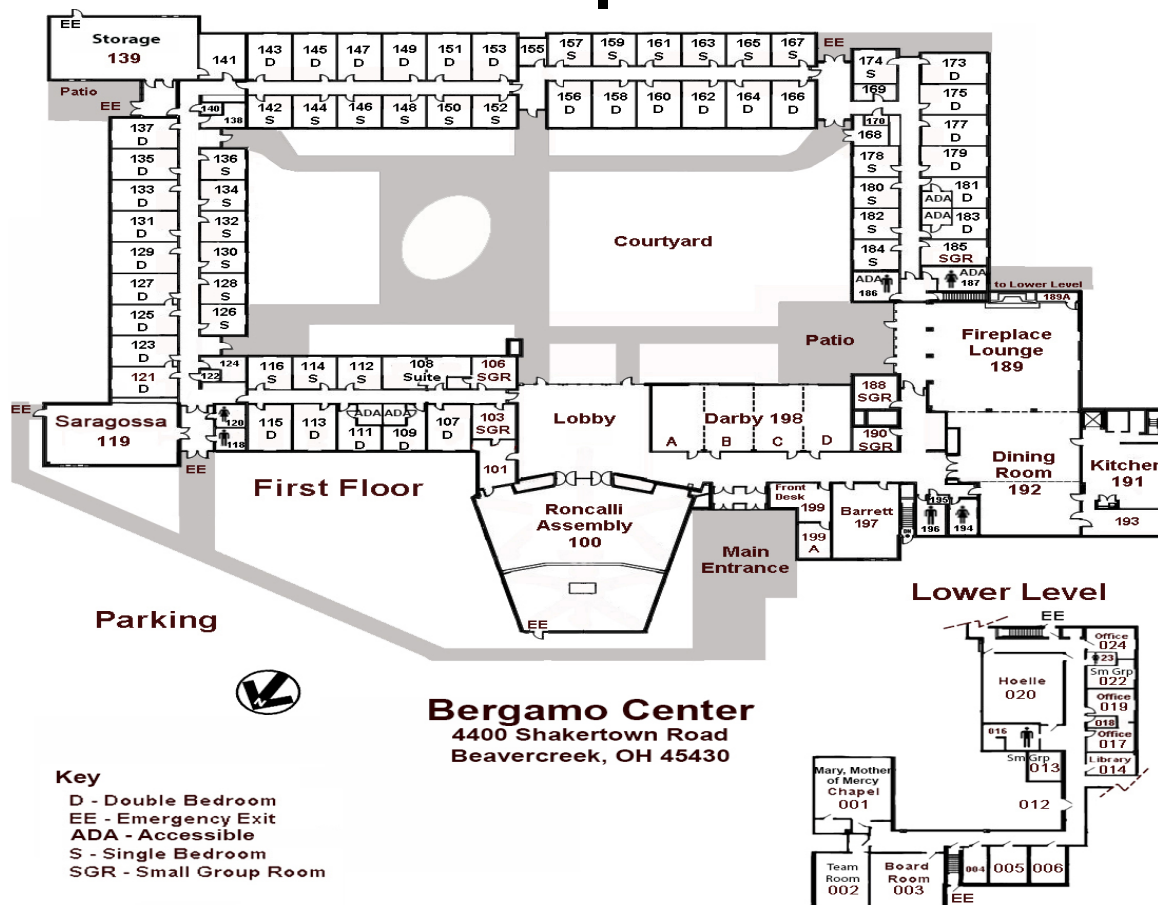 EE
Storage
139
Patio
EE
141
143
D
145
D
147
D
149
D
151
D
153
D
155
157
S
159
S
161
S
163
S
165
S
167
S
EE
140
138
142
S
144
S
146
S
148
S
150
S
152
S
156
D
158
D
160
D
162
D
164
D
166
D
174
S
169
170
168
178
S
180
S
182
S
184
S
ADA
186
173
D
175
D
177
D
179
D
181
D
ADA
ADA
183
D
185
SGR
ADA
187
to Lower Level
137
D
135
D
133
D
131
D
129
D
127
D
125
D
123
D
121
D
136
S
134
S
132
S
130
S
128
S
126
S
124
122
Courtyard
Patio
189A
Fireplace
Lounge
189
116
S
114
S
112
S
108
Suite
106
SGR
EE
Saragossa
119
EE
120
118
115
D
113
D
ADA
ADA
111
D
109
D
107
D
103
SGR
101
Lobby
Darby 198
A
B
C
D
188
SGR
190
SGR
Dining
Room
192
Kitchen
191
193
First Floor
Roncalli
Assembly
100
EE
Front
Desk
199
199
A
Barrett
197
195
196
194
Main
Entrance
Parking
Lower Level
EE
Office
024
23
Sm Grp
022
Hoelle
020
Office
019
018
Office
017
016
Sm Grp
013
Library
014
012
Mary, Mother
of Mercy
Chapel
001
Team
Room
002
Board
Room
003
004
005
006
EE
N
Bergamo Center
4400 Shakertown Road
Beavercreek, OH 45430
Key
D - Double Bedroom
EE - Emergency Exit
ADA - Accessible
S - Single Bedroom
SGR - Small Group Room